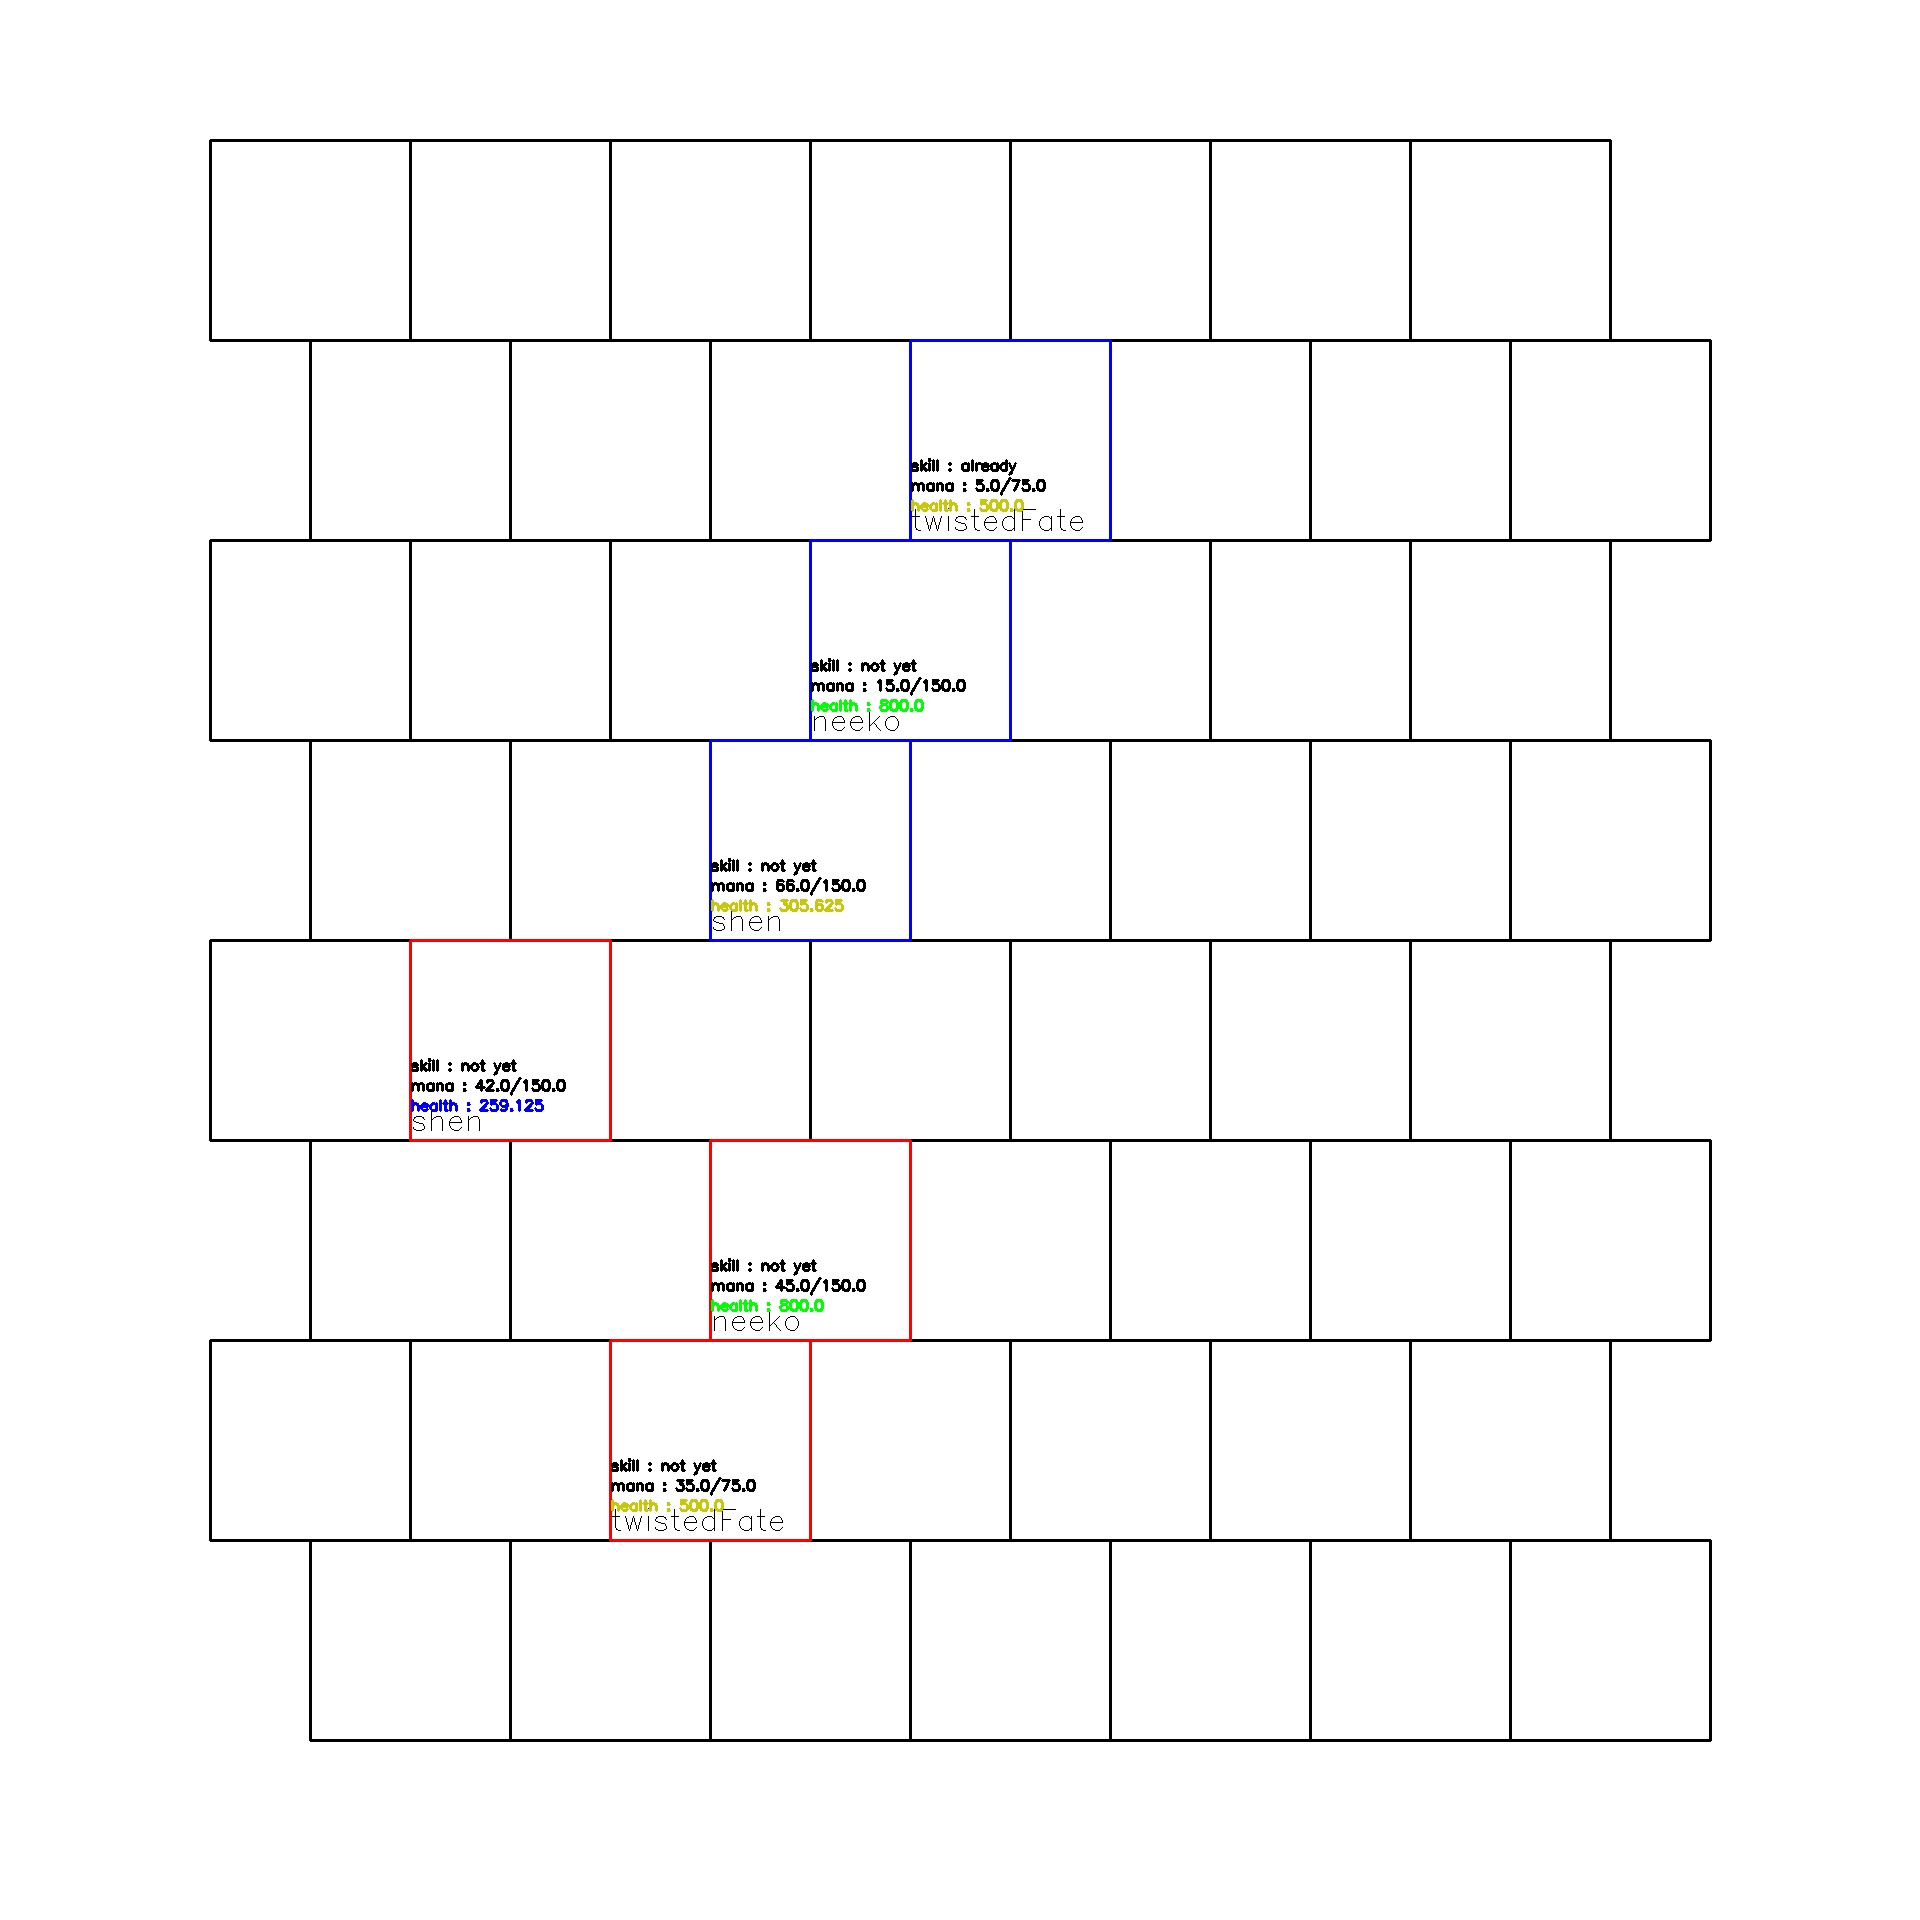 skill : already
mana : 5.0/75.0
health : 500.0
twistedFate
skill : not yet
mana : 15.0/150.0
health : 800.0
neeko
skill : not yet
mana : 66.0/150.0
health : 305.625
shen
skill : not yet
mana : 42.0/150.0
health : 259.125
shen
skill : not yet
mana : 45.0/150.0
health : 800.0
neeko
skill : not yet
mana : 35.0/75.0
health : 500.0
twistedFate